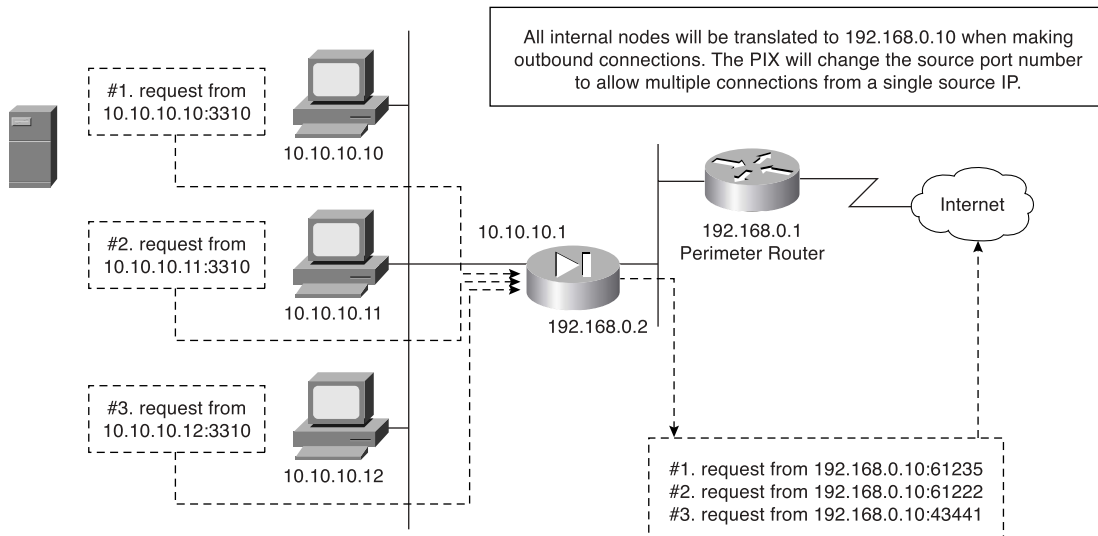 All internal nodes will be translated to 192.168.0.10 when making
outbound connections. The PIX will change the source port number
to allow multiple connections from a single source IP.
#1. request from
10.10.10.10:3310
10.10.10.10
#2. request from
10.10.10.11:3310
10.10.10.11
10.10.10.1
192.168.0.2
192.168.0.1
Perimeter Router
Internet
#3. request from
10.10.10.12:3310
10.10.10.12
#1. request from 192.168.0.10:61235
#2. request from 192.168.0.10:61222
#3. request from 192.168.0.10:43441